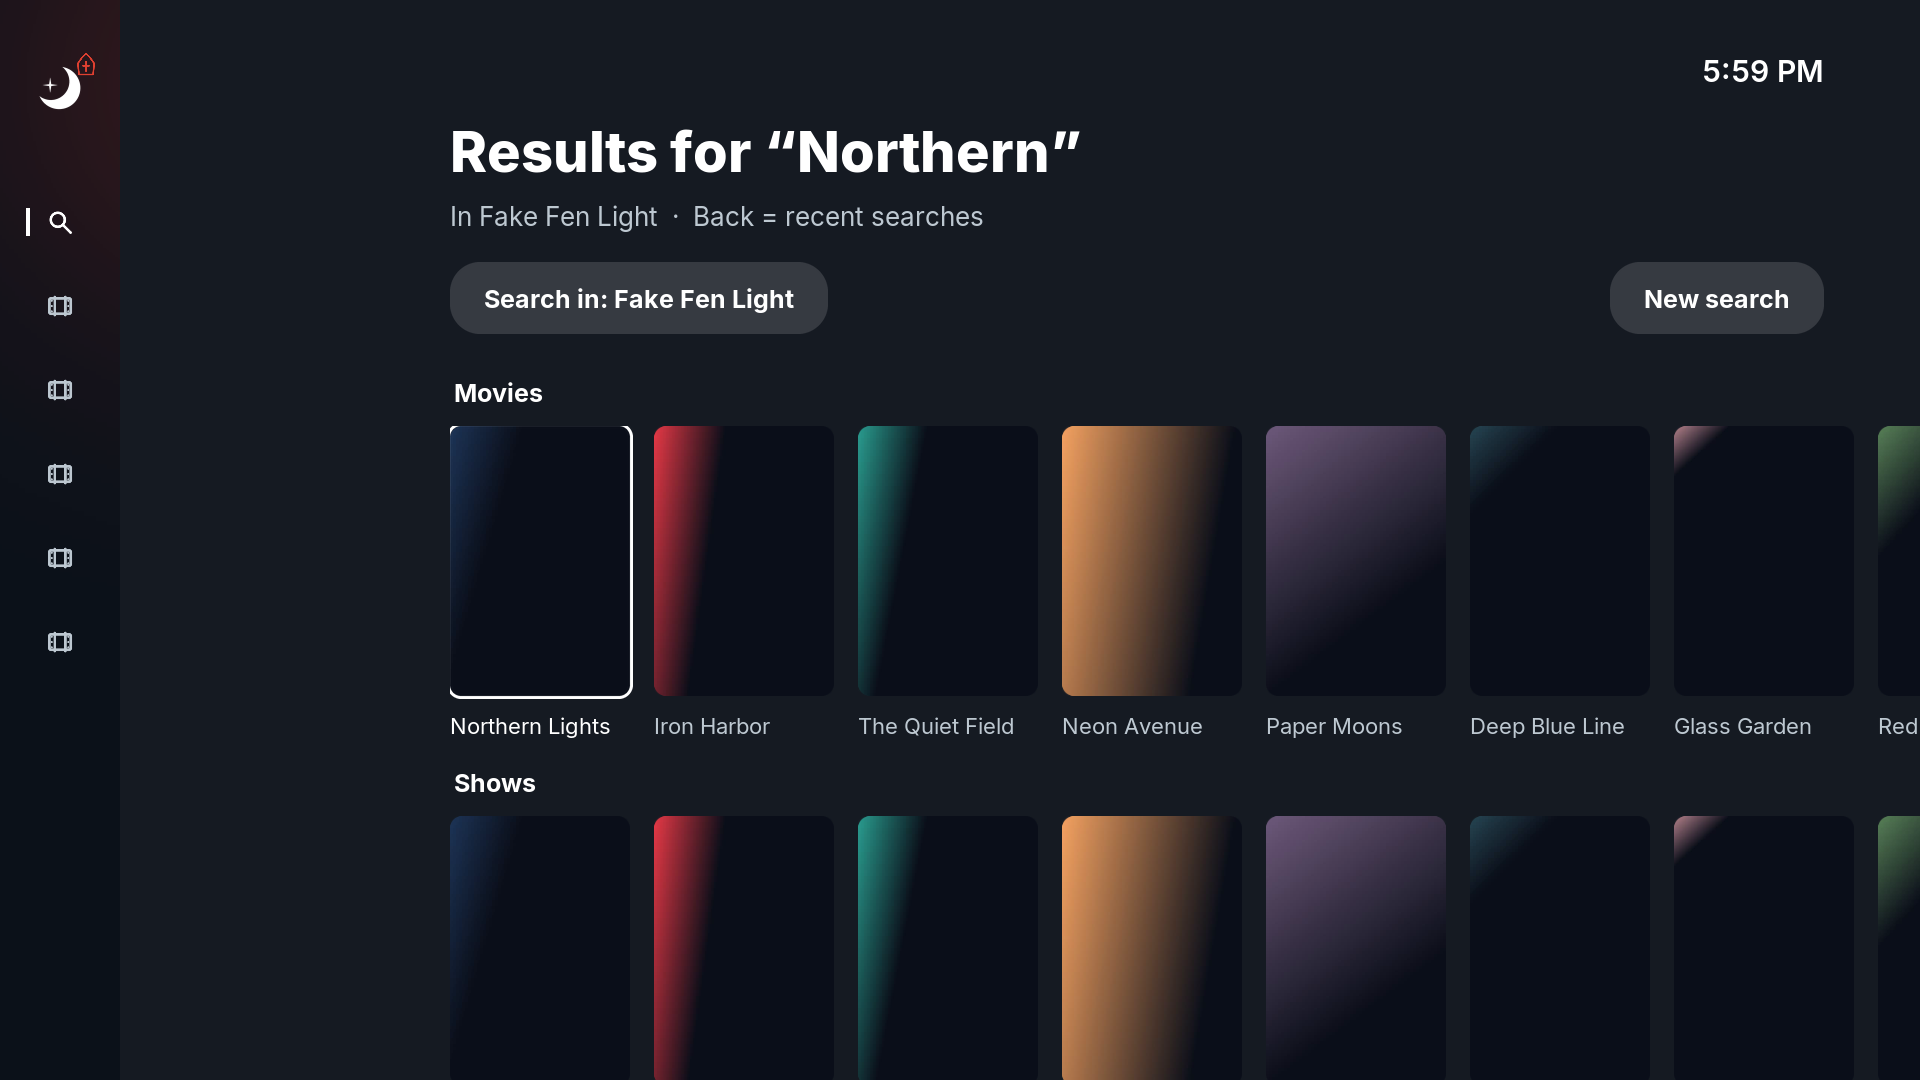 5:59 PM
Results for “Northern”
In Fake Fen Light · Back = recent searches
Search in: Fake Fen Light
New search
Movies
Northern Lights
Iron Harbor
The Quiet Field
Neon Avenue
Paper Moons
Deep Blue Line
Glass Garden
Red
Shows